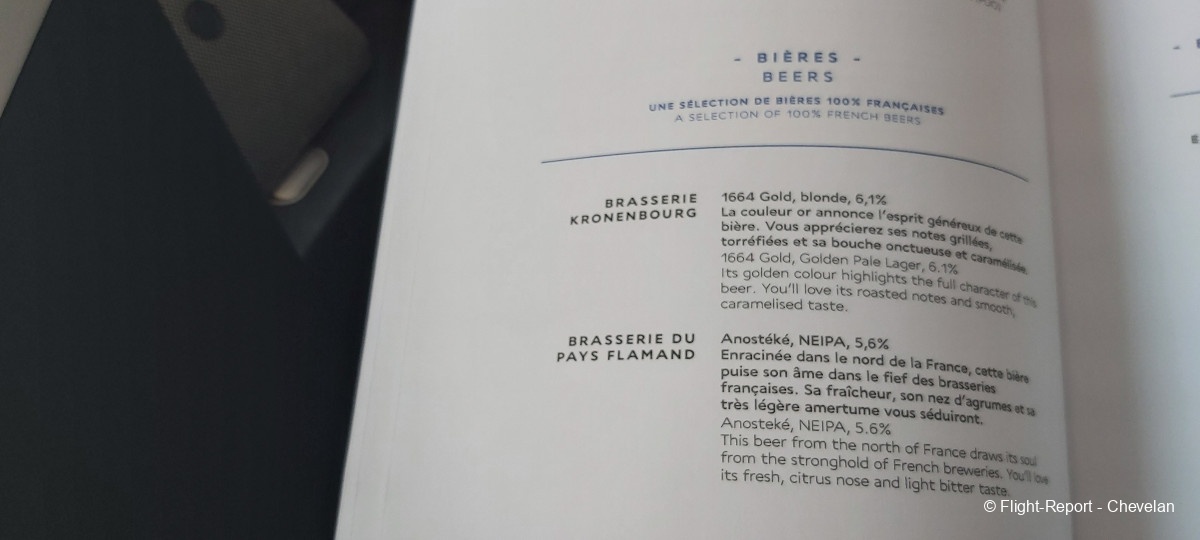 - BIÈRES -
BEERS
UNE SÉLECTION DE BIÈRES 100% FRANÇAISES
A SELECTION OF 100% FRENCH BEERS
BRASSERIE
KRONENBOURG
1664 Gold, blonde, 6,1%
La couleur or annonce l'esprit généreux de cette
bière. Vous apprécierez ses notes grillées,
torréfiées et sa bouche onctueuse et caramélisée.
1664 Gold, Golden Pale Lager, 6.1%
Its golden colour highlights the full character of this
beer. You'll love its roasted notes and smooth,
caramelised taste.
BRASSERIE DU
PAYS FLAMAND
Anostéké, NEIPA, 5,6%
Enracinée dans le nord de la France, cette bière
puise son âme dans le fief des brasseries
françaises. Sa fraîcheur, son nez d'agrumes et sa
très légère amertume vous séduiront.
Anosteké, NEIPA, 5.6%
This beer from the north of France draws its soul
from the stronghold of French breweries. You'll love
its fresh, citrus nose and light bitter taste.
© Flight-Report - Chevelan